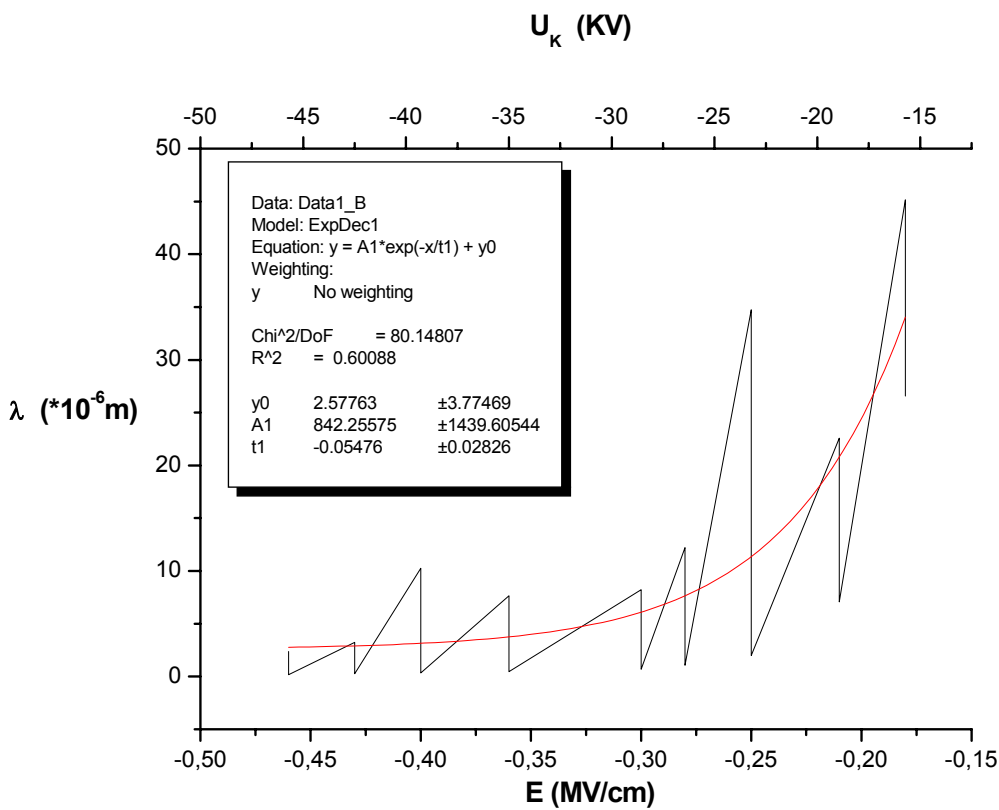 U_K (KV)
-50 -45 -40 -35 -30 -25 -20 -15
50
40
30
20
10
0
λ (*10^-6 m)
Data: Data1_B
Model: ExpDec1
Equation: y = A1*exp(-x/t1) + y0
Weighting:
y No weighting
Chi^2/DoF = 80.14807
R^2 = 0.60088
y0 2.57763 ±3.77469
A1 842.25575 ±1439.60544
t1 -0.05476 ±0.02826
-0,50 -0,45 -0,40 -0,35 -0,30 -0,25 -0,20 -0,15
E (MV/cm)